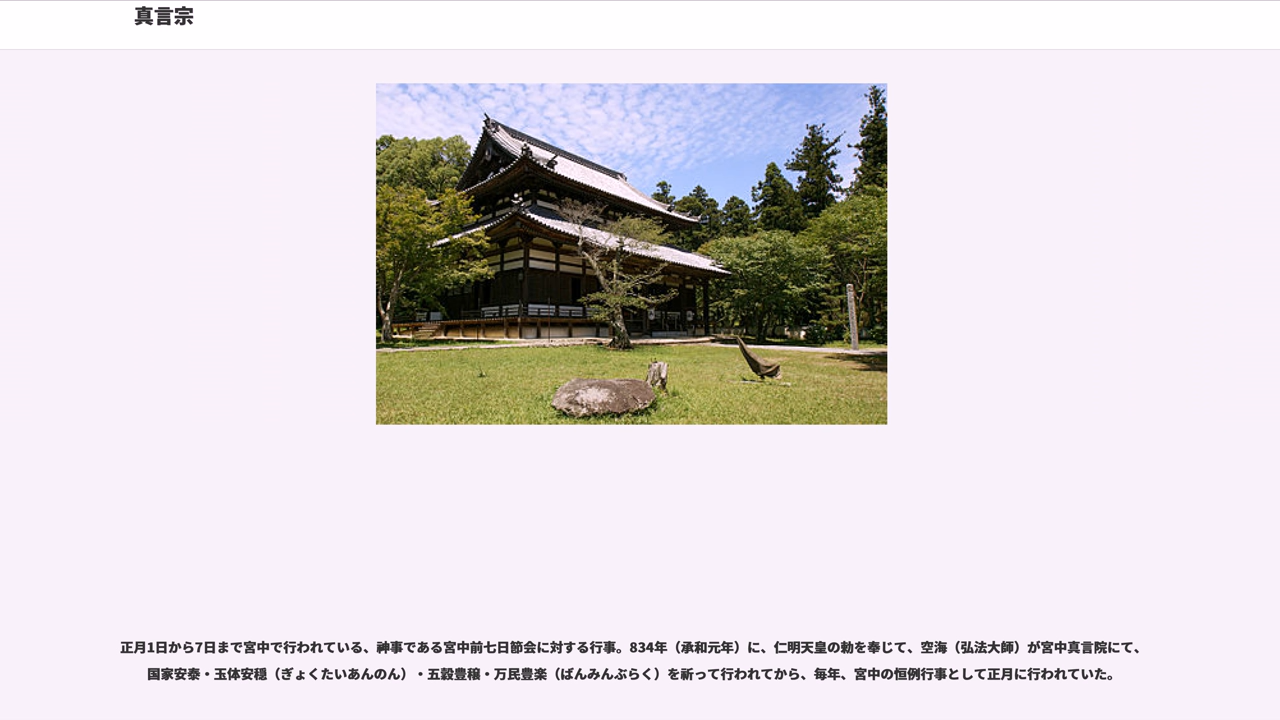 真言宗
正月1日から7日まで宮中で行われている、神事である宮中前七日節会に対する行事。834年（承和元年）に、仁明天皇の勅を奉じて、空海（弘法大師）が宮中真言院にて、
国家安泰・玉体安穏（ぎょくたいあんのん）・五穀豊穣・万民豊楽（ばんみんぶらく）を祈って行われてから、毎年、宮中の恒例行事として正月に行われていた。